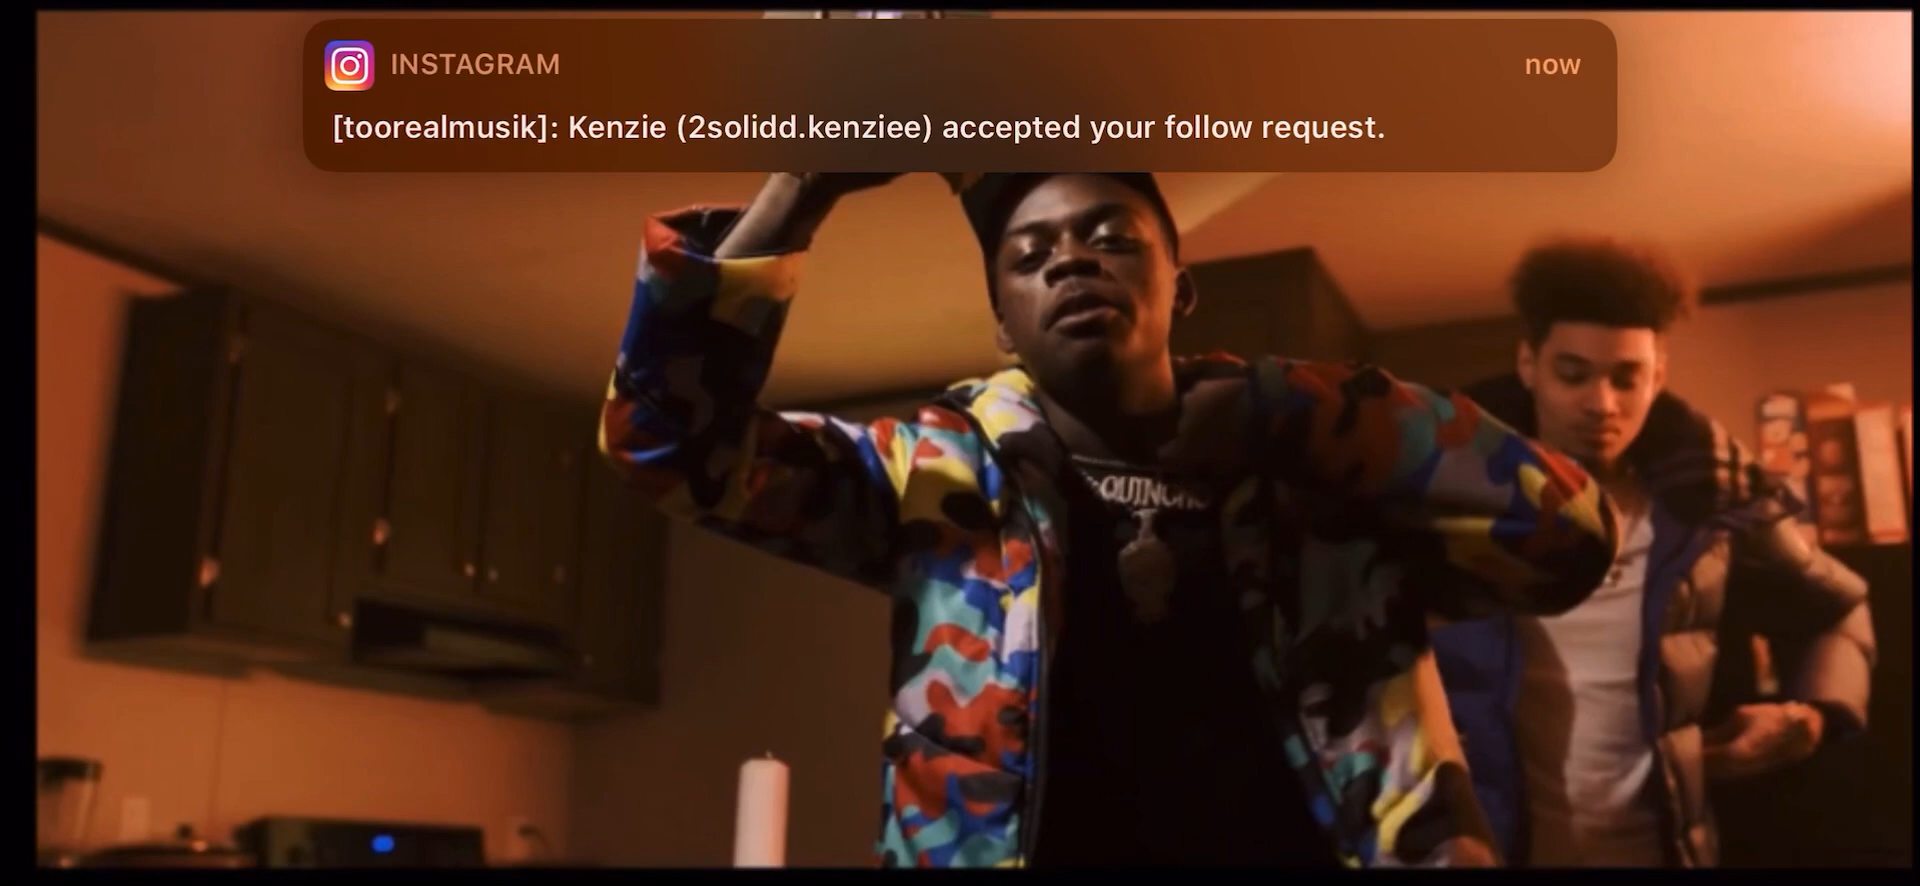 INSTAGRAM now
[toorealmusik]: Kenzie (2solidd.kenziee) accepted your follow request.